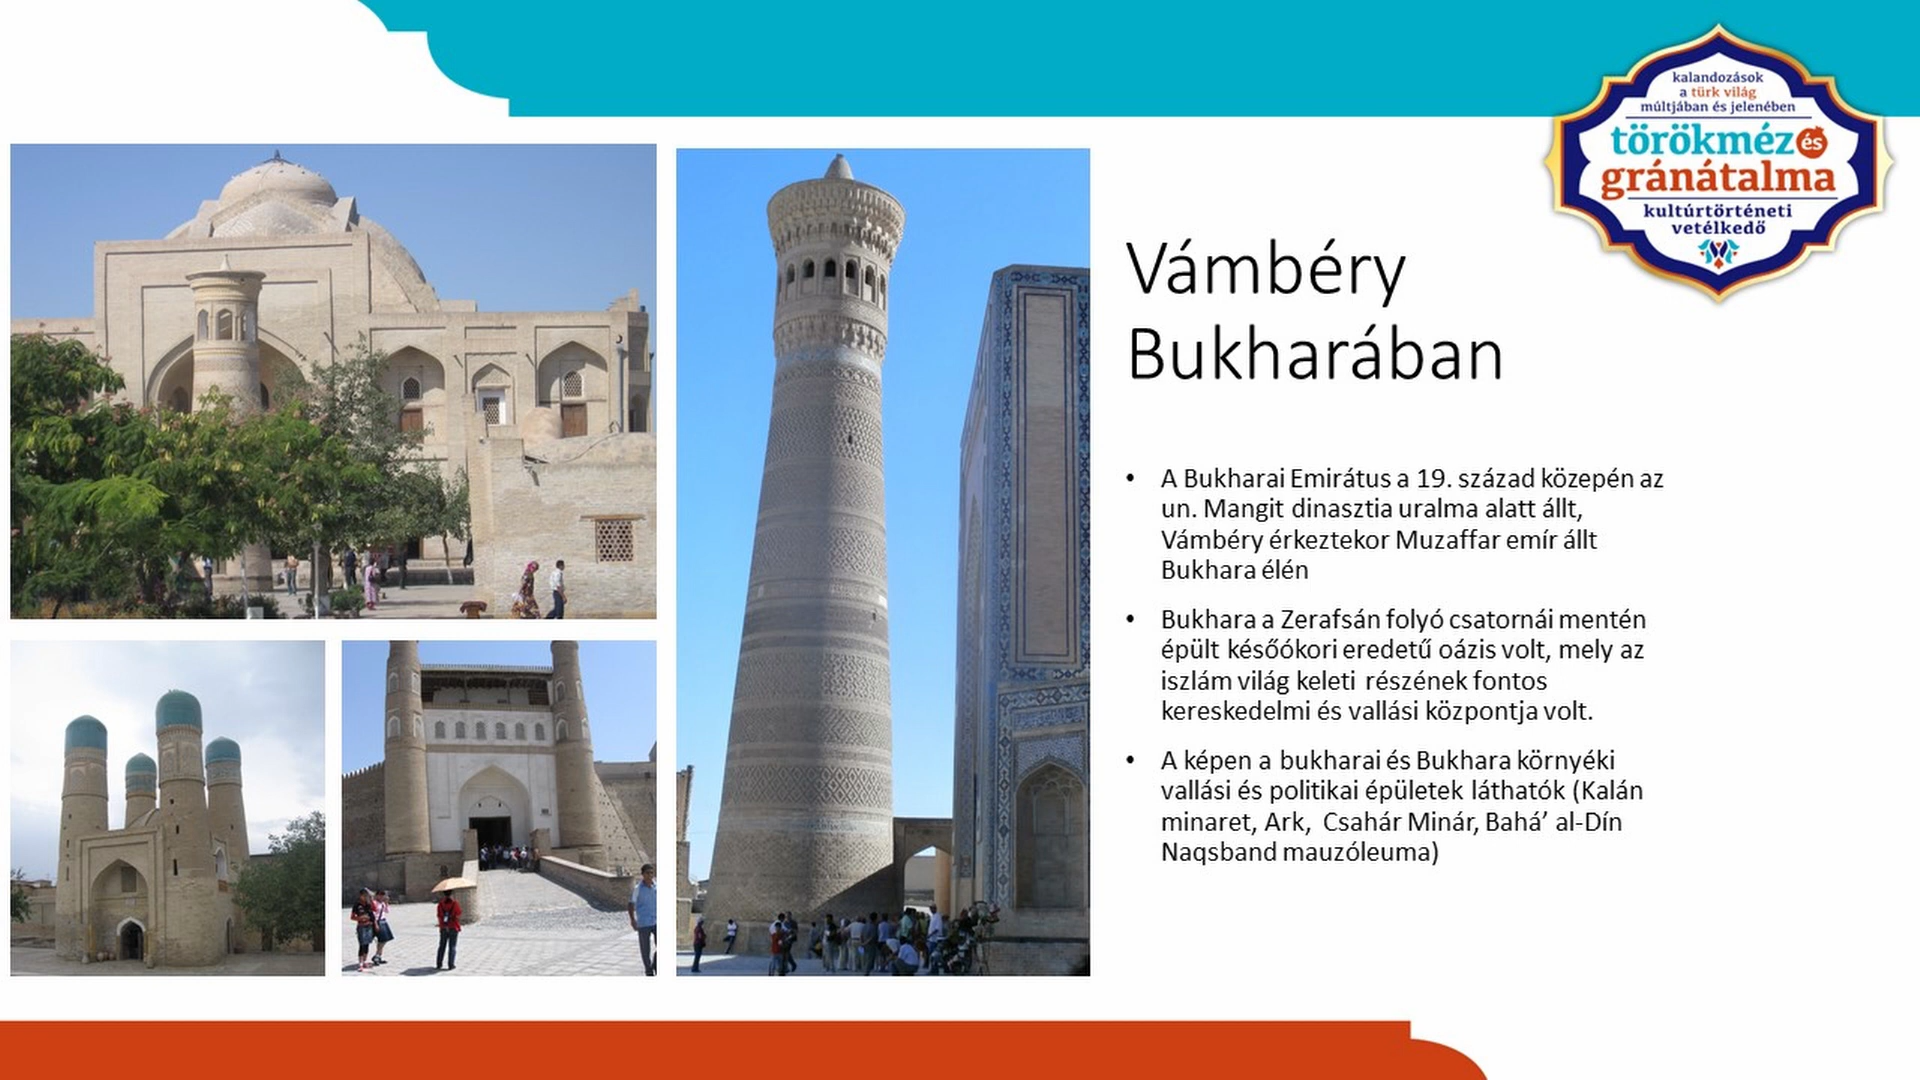 kalandozások
a türk világ
múltjában és jelenében
törökméz és
gránátalma
kultúrtörténeti
vetélkedő
Vámbéry
Bukharában
• A Bukharai Emirátus a 19. század közepén az
un. Mangit dinasztia uralma alatt állt,
Vámbéry érkeztekor Muzaffar emír állt
Bukhara élén
• Bukhara a Zerafsán folyó csatornái mentén
épült későókori eredetű oázis volt, mely az
iszlám világ keleti részének fontos
kereskedelmi és vallási központja volt.
• A képen a bukharai és Bukhara környéki
vallási és politikai épületek láthatók (Kalán
minaret, Ark, Csahár Minár, Bahá’ al-Dín
Naqsband mauzóleuma)